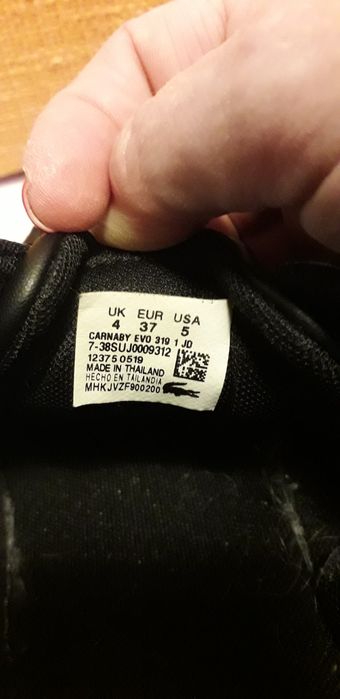 UK EUR USA
4 37 5
CARNABY EVO 319 1 JD
7-38SUJ0009312
12375 0519
MADE IN THAILAND
HECHO EN TAILANDIA
MHKJVZF900200